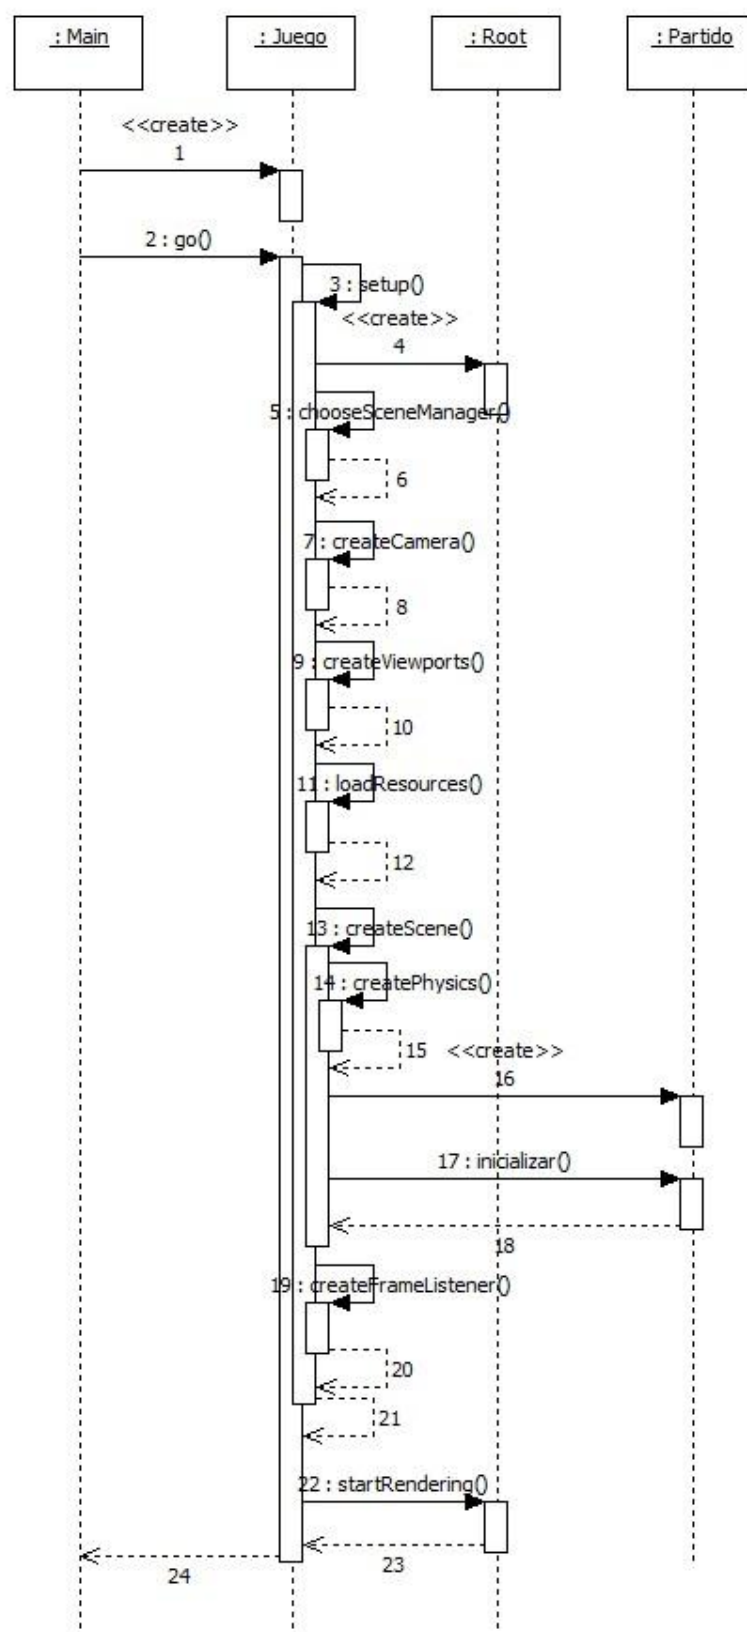 : Main
: Juego
: Root
: Partido
<<create>>
1
2 : go()
3 : setup()
<<create>>
4
5 : chooseSceneManager()
6
7 : createCamera()
8
9 : createViewports()
10
11 : loadResources()
12
13 : createScene()
14 : createPhysics()
15
<<create>>
16
17 : inicializar()
18
19 : createFrameListener()
20
21
22 : startRendering()
23
24